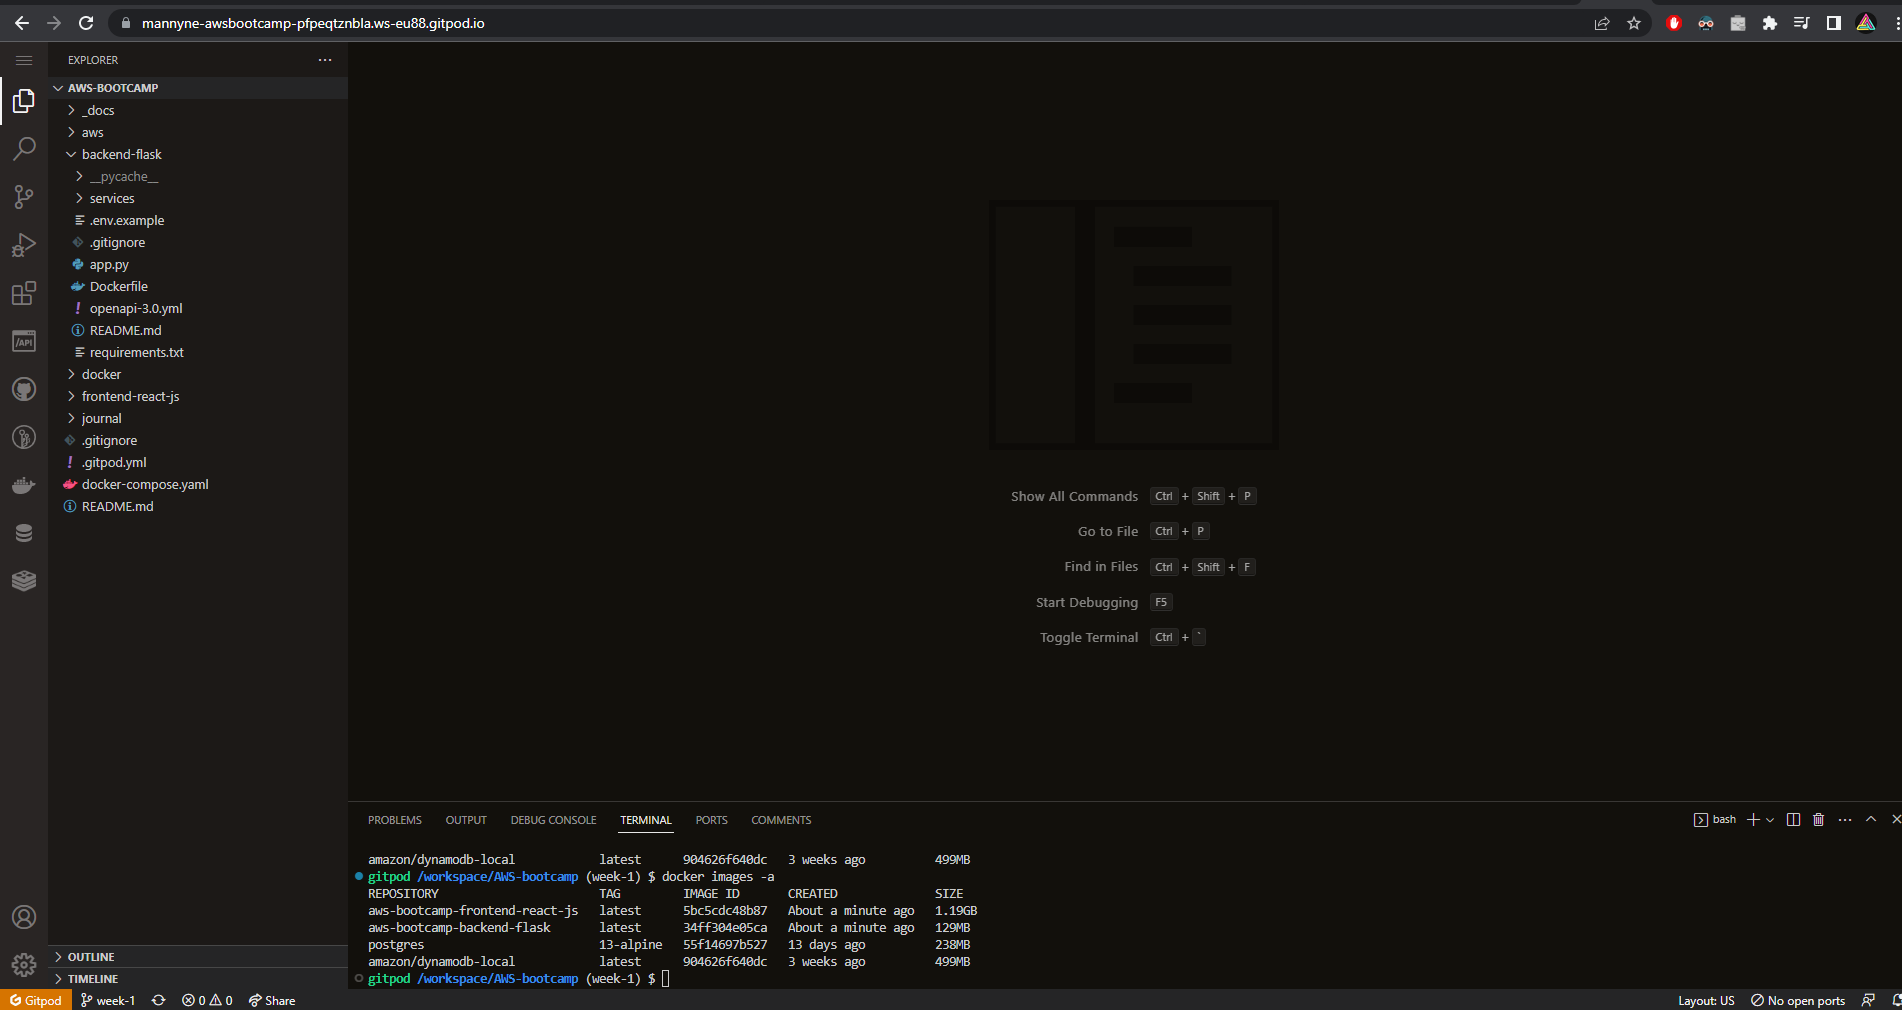 mannyne-awsbootcamp-pfpeqtznbla.ws-eu88.gitpod.io
EXPLORER
AWS-BOOTCAMP
_docs
aws
backend-flask
__pycache__
services
.env.example
.gitignore
app.py
Dockerfile
openapi-3.0.yml
README.md
requirements.txt
docker
frontend-react-js
journal
.gitignore
.gitpod.yml
docker-compose.yaml
README.md
OUTLINE
TIMELINE
/API
Show All Commands Ctrl + Shift + P
Go to File Ctrl + P
Find in Files Ctrl + Shift + F
Start Debugging F5
Toggle Terminal Ctrl + `
PROBLEMS OUTPUT DEBUG CONSOLE TERMINAL PORTS COMMENTS
bash
amazon/dynamodb-local latest 904626f640dc 3 weeks ago 499MB
gitpod /workspace/AWS-bootcamp (week-1) $ docker images -a
REPOSITORY TAG IMAGE ID CREATED SIZE
aws-bootcamp-frontend-react-js latest 5bc5cdc48b87 About a minute ago 1.19GB
aws-bootcamp-backend-flask latest 34ff304e05ca About a minute ago 129MB
postgres 13-alpine 55f14697b527 13 days ago 238MB
amazon/dynamodb-local latest 904626f640dc 3 weeks ago 499MB
gitpod /workspace/AWS-bootcamp (week-1) $
Gitpod week-1 0 0 Share Layout: US No open ports